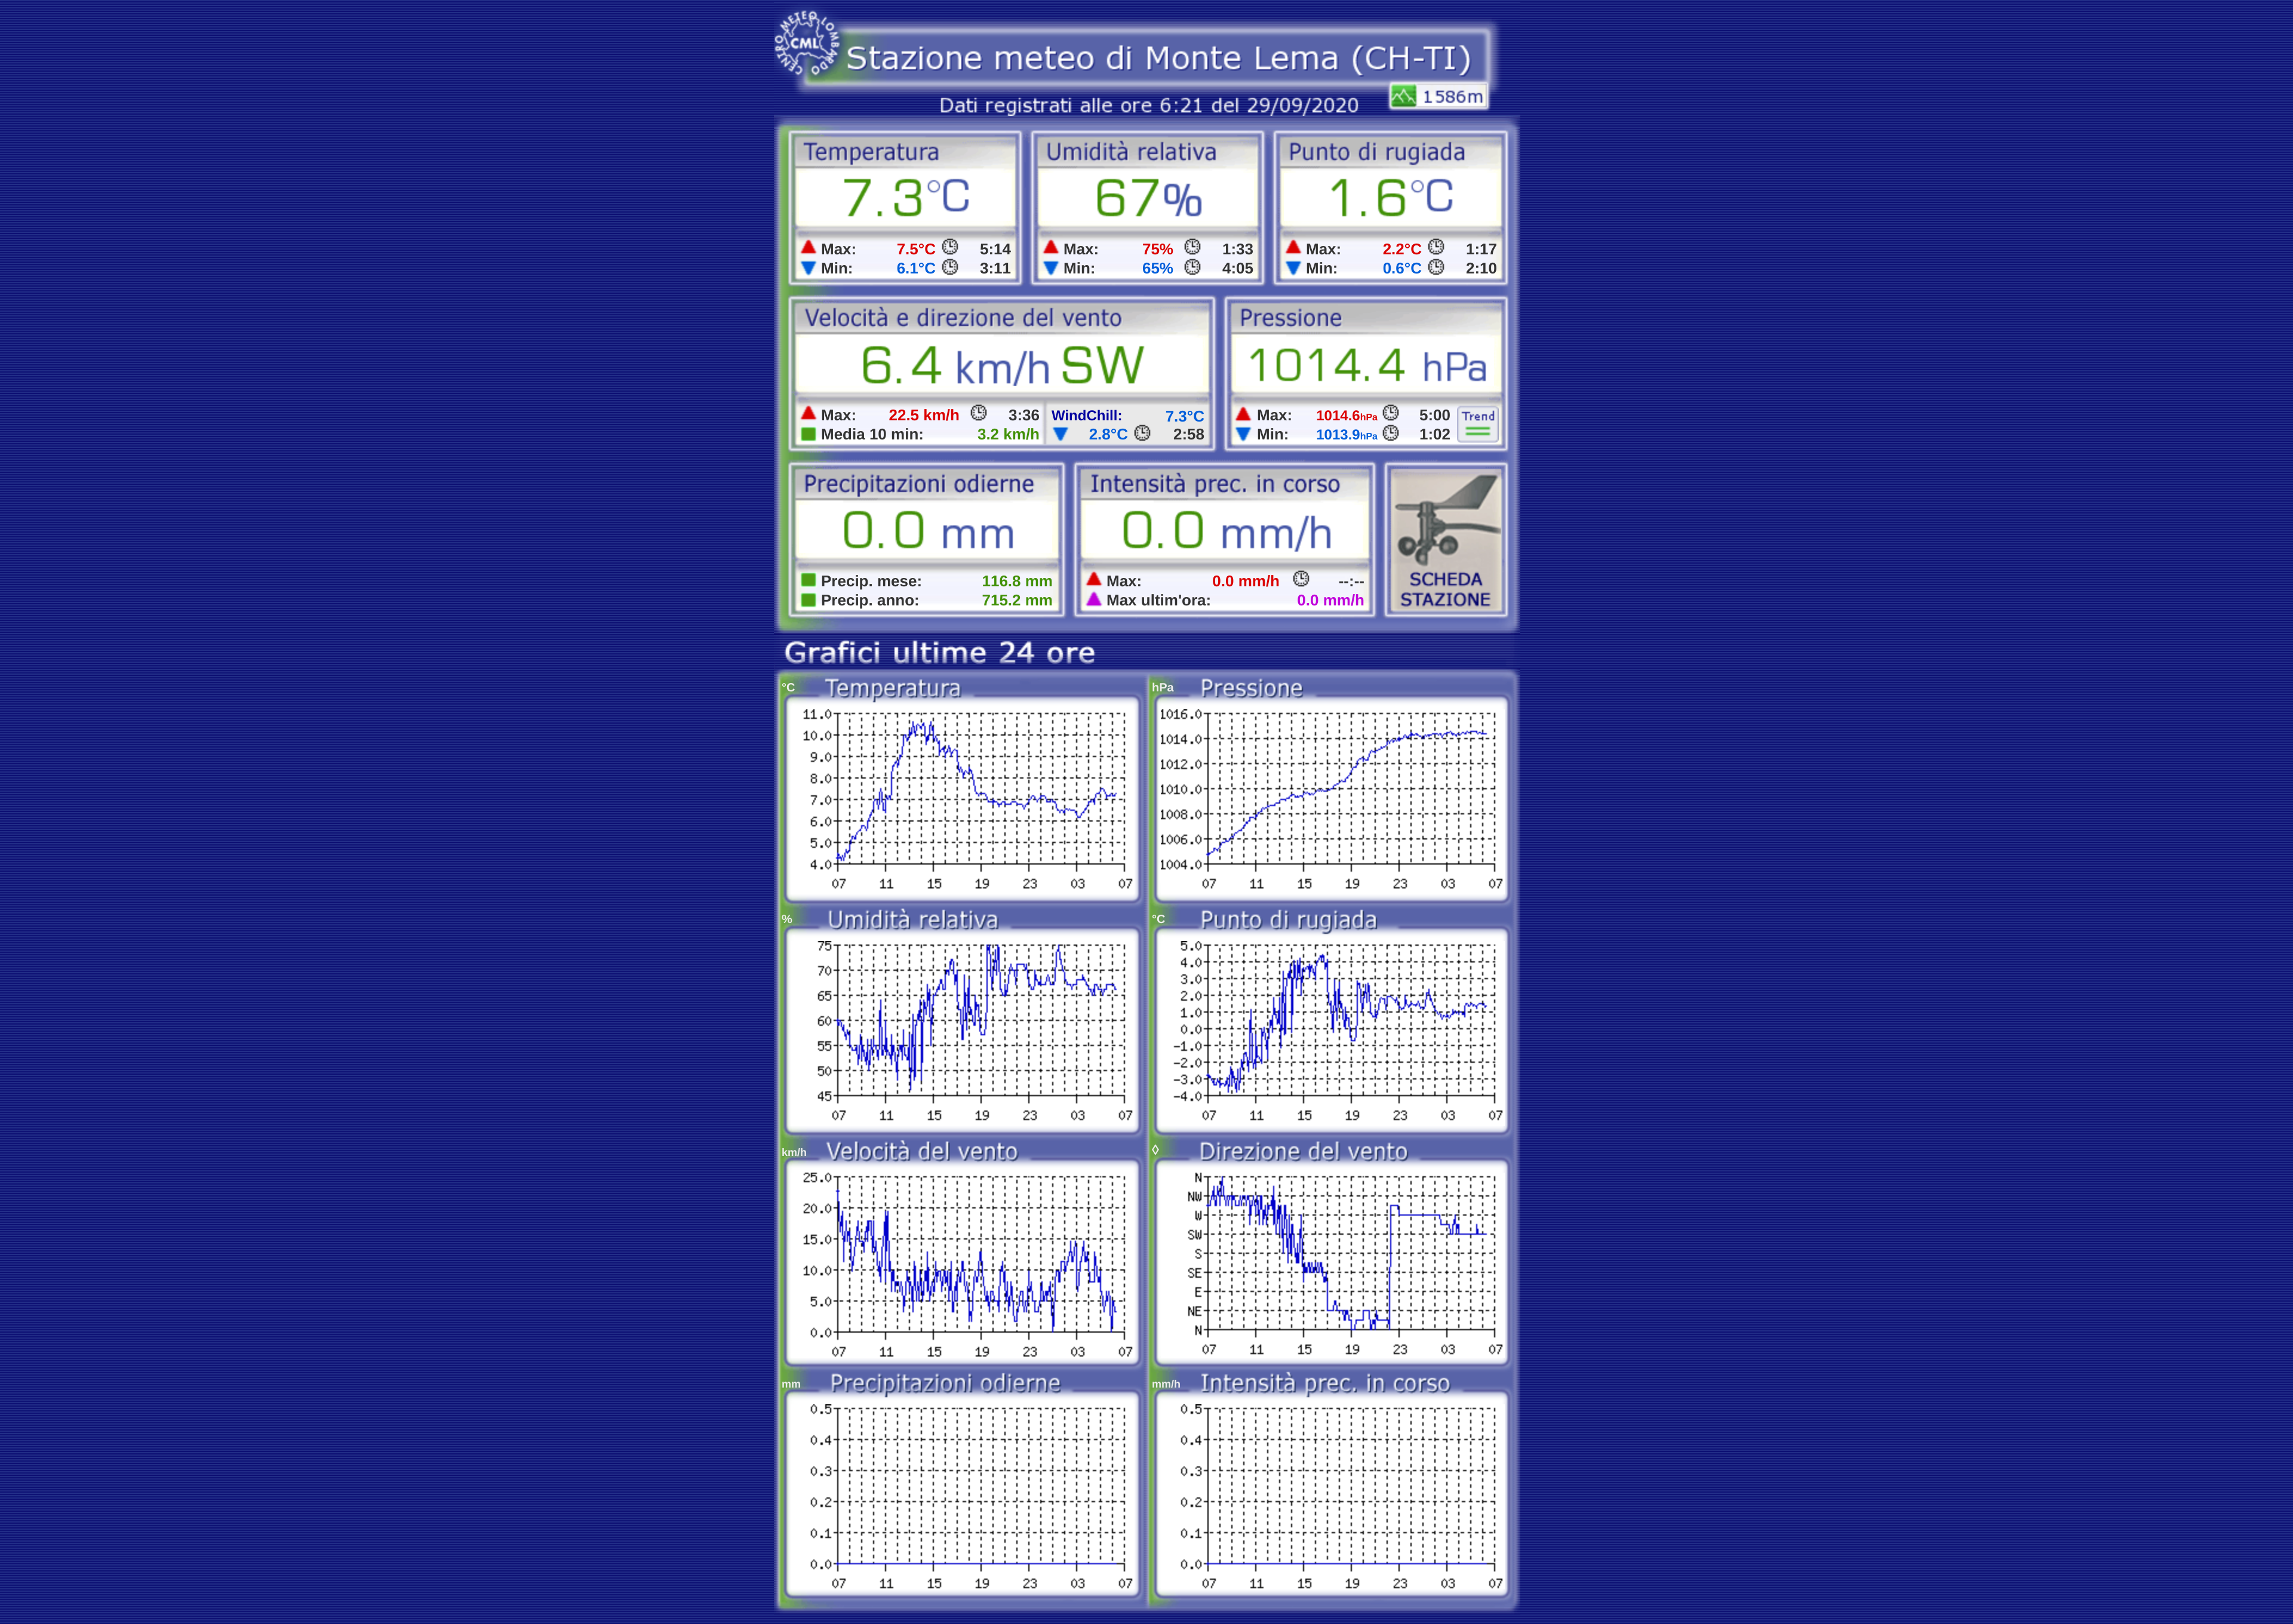 CENTRO METEO LOMBARDO
CML
Stazione meteo di Monte Lema (CH-TI)
1586m
Dati registrati alle ore 6:21 del 29/09/2020
Temperatura
7.3°C
Max: 7.5°C 5:14
Min: 6.1°C 3:11
Umidità relativa
67%
Max: 75% 1:33
Min: 65% 4:05
Punto di rugiada
1.6°C
Max: 2.2°C 1:17
Min: 0.6°C 2:10
Velocità e direzione del vento
6.4 km/h SW
Max: 22.5 km/h 3:36
Media 10 min: 3.2 km/h
WindChill: 7.3°C
2.8°C 2:58
Pressione
1014.4 hPa
Max: 1014.6hPa 5:00
Min: 1013.9hPa 1:02
Trend
Precipitazioni odierne
0.0 mm
Precip. mese: 116.8 mm
Precip. anno: 715.2 mm
Intensità prec. in corso
0.0 mm/h
Max: 0.0 mm/h --:--
Max ultim'ora: 0.0 mm/h
SCHEDA
STAZIONE
Grafici ultime 24 ore
°C Temperatura
11.0
10.0
9.0
8.0
7.0
6.0
5.0
4.0
07 11 15 19 23 03 07
hPa Pressione
1016.0
1014.0
1012.0
1010.0
1008.0
1006.0
1004.0
07 11 15 19 23 03 07
% Umidità relativa
75
70
65
60
55
50
45
07 11 15 19 23 03 07
°C Punto di rugiada
5.0
4.0
3.0
2.0
1.0
0.0
-1.0
-2.0
-3.0
-4.0
07 11 15 19 23 03 07
km/h Velocità del vento
25.0
20.0
15.0
10.0
5.0
0.0
07 11 15 19 23 03 07
◊ Direzione del vento
N
NW
W
SW
S
SE
E
NE
N
07 11 15 19 23 03 07
mm Precipitazioni odierne
0.5
0.4
0.3
0.2
0.1
0.0
07 11 15 19 23 03 07
mm/h Intensità prec. in corso
0.5
0.4
0.3
0.2
0.1
0.0
07 11 15 19 23 03 07